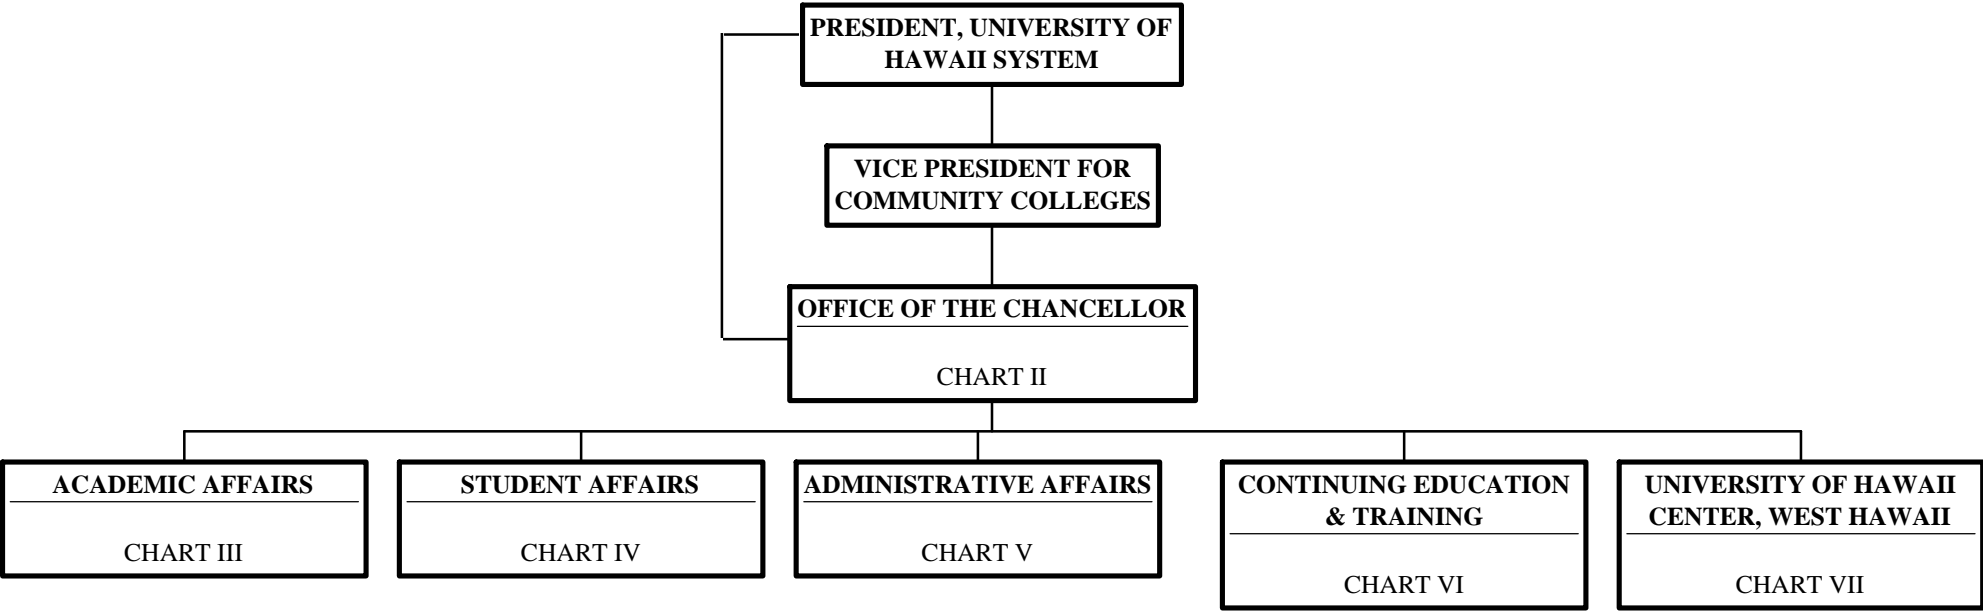 PRESIDENT, UNIVERSITY OF
HAWAII SYSTEM
VICE PRESIDENT FOR
COMMUNITY COLLEGES
OFFICE OF THE CHANCELLOR
CHART II
ACADEMIC AFFAIRS
CHART III
STUDENT AFFAIRS
CHART IV
ADMINISTRATIVE AFFAIRS
CHART V
CONTINUING EDUCATION
& TRAINING
CHART VI
UNIVERSITY OF HAWAII
CENTER, WEST HAWAII
CHART VII